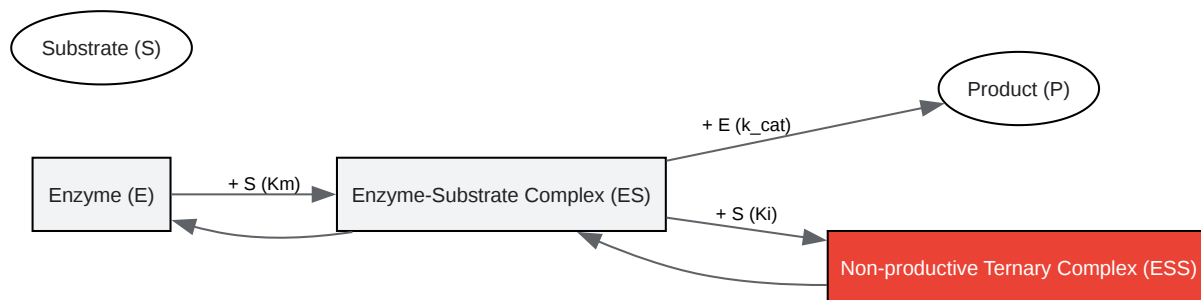 Substrate (S)
Product (P)
+ E (k_cat)
+ S (Km)
Enzyme (E)
Enzyme-Substrate Complex (ES)
+ S (Ki)
Non-productive Ternary Complex (ESS)